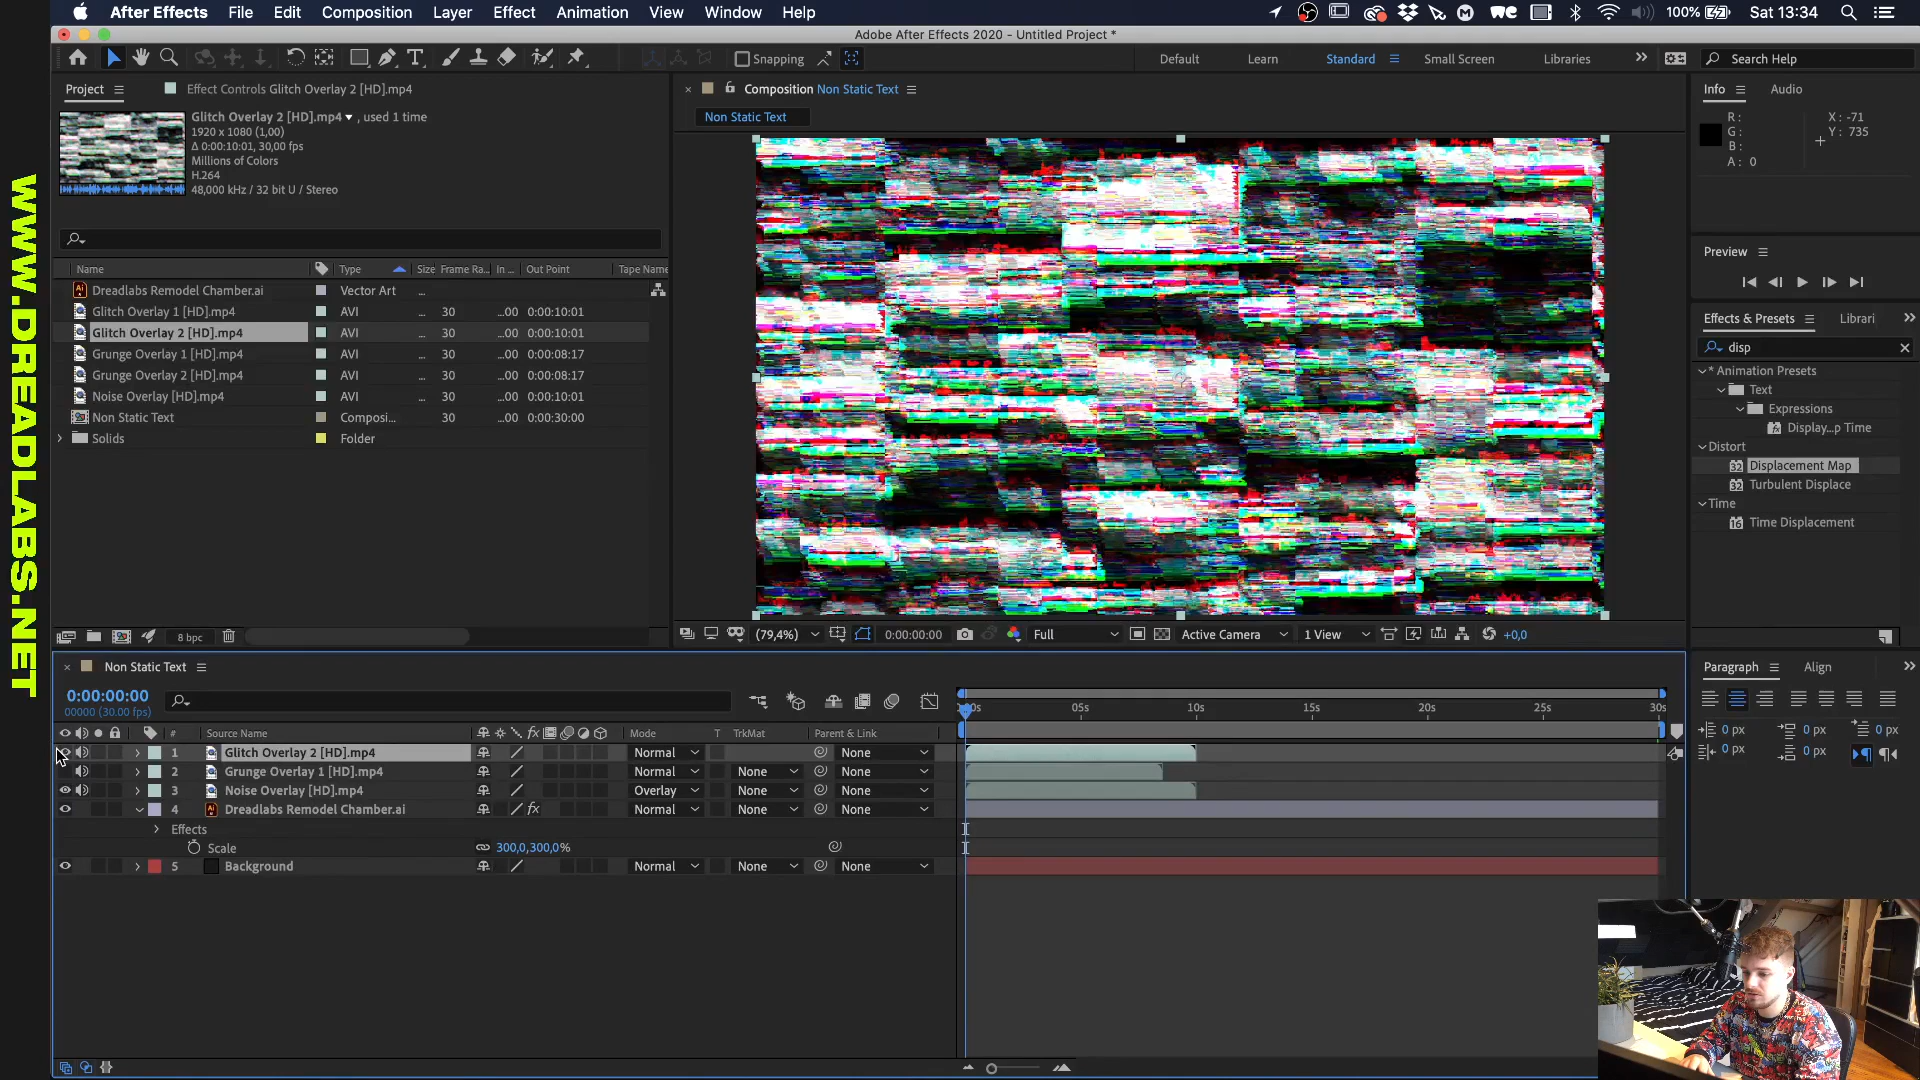 After Effects File Edit Composition Layer Effect Animation View Window Help 100% Sat 13:34
Adobe After Effects 2020 - Untitled Project *
Snapping Default Learn Standard Small Screen Libraries Search Help
WWW.DREADLABS.NET
Project Effect Controls Glitch Overlay 2 [HD].mp4
Glitch Overlay 2 [HD].mp4 , used 1 time
1920 x 1080 (1,00)
Δ 0:00:10:01, 30,00 fps
Millions of Colors
H.264
48,000 kHz / 32 bit U / Stereo
Name Type Size Frame Ra... In ... Out Point Tape Name
Dreadlabs Remodel Chamber.ai Vector Art ...
Glitch Overlay 1 [HD].mp4 AVI ... 30 ...00 0:00:10:01
Glitch Overlay 2 [HD].mp4 AVI ... 30 ...00 0:00:10:01
Grunge Overlay 1 [HD].mp4 AVI ... 30 ...00 0:00:08:17
Grunge Overlay 2 [HD].mp4 AVI ... 30 ...00 0:00:08:17
Noise Overlay [HD].mp4 AVI ... 30 ...00 0:00:10:01
Non Static Text Composi... 30 ...00 0:00:30:00
Solids Folder
8 bpc
Composition Non Static Text
Non Static Text
(79,4%) 0:00:00:00 Full Active Camera 1 View +0,0
Info Audio
R : X : -71
G : Y : 735
B :
A : 0
Preview
Effects & Presets Librari
disp
* Animation Presets
Text
Expressions
Display...p Time
Distort
Displacement Map
Turbulent Displace
Time
Time Displacement
Paragraph Align
0 px 0 px 0 px
0 px 0 px
Non Static Text
0:00:00:00
00000 (30.00 fps)
:00s 05s 10s 15s 20s 25s 30s
# Source Name fx Mode T TrkMat Parent & Link
1 Glitch Overlay 2 [HD].mp4 Normal None
2 Grunge Overlay 1 [HD].mp4 Normal None None
3 Noise Overlay [HD].mp4 Overlay None None
4 Dreadlabs Remodel Chamber.ai fx Normal None None
Effects
Scale 300,0,300,0%
5 Background Normal None None